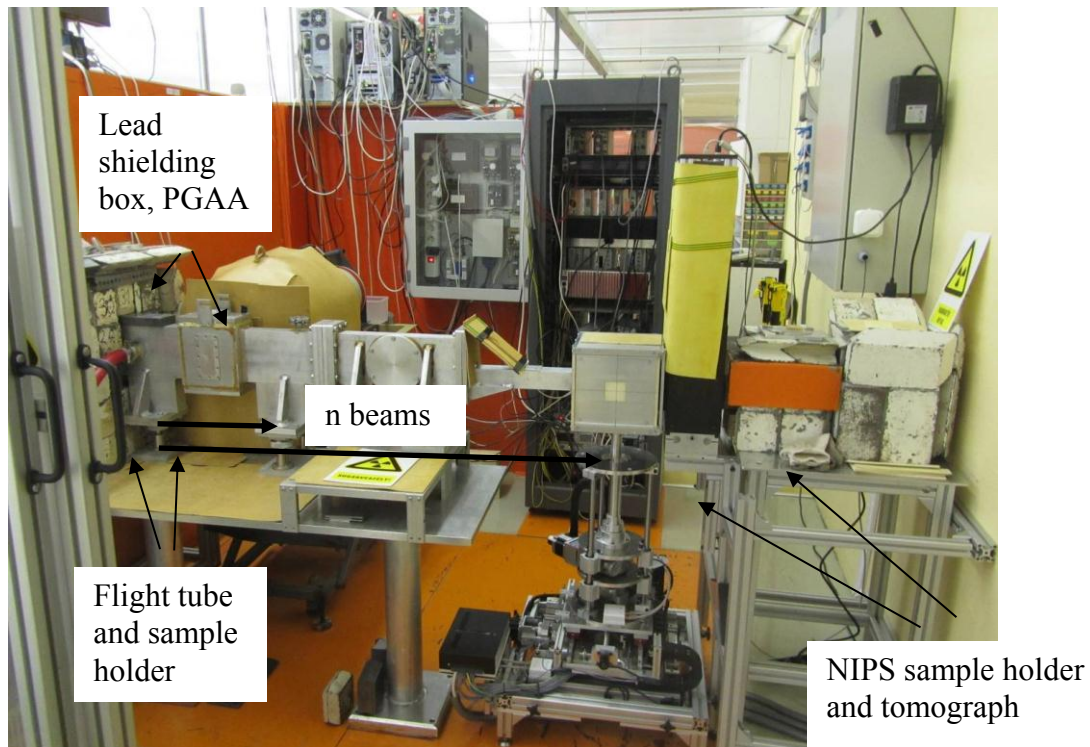 Lead
shielding
box, PGAA
n beams
Flight tube
and sample
holder
NIPS sample holder
and tomograph